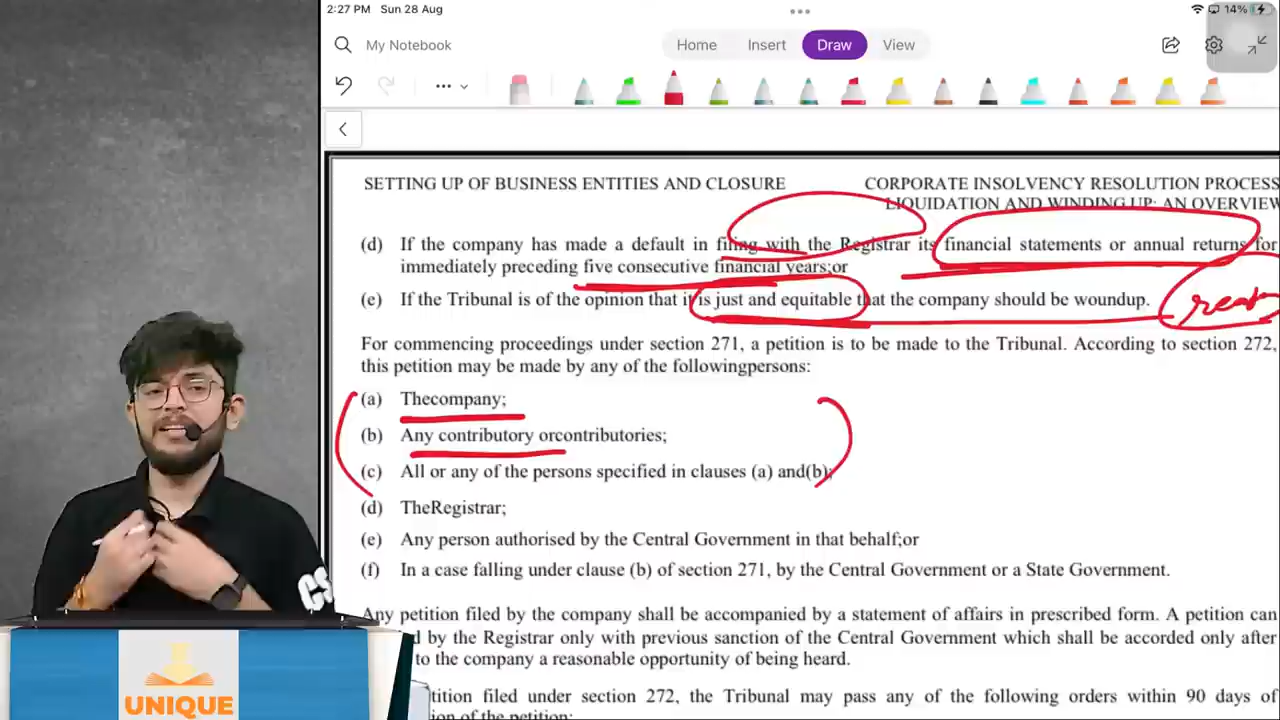 2:27 PM Sun 28 Aug
14%
My Notebook
Home Insert Draw View
SETTING UP OF BUSINESS ENTITIES AND CLOSURE
CORPORATE INSOLVENCY RESOLUTION PROCESS
LIQUIDATION AND WINDING UP: AN OVERVIEW
(d) If the company has made a default in filing with the Registrar its financial statements or annual returns for
immediately preceding five consecutive financial years;or
(e) If the Tribunal is of the opinion that it is just and equitable that the company should be woundup.
For commencing proceedings under section 271, a petition is to be made to the Tribunal. According to section 272,
this petition may be made by any of the followingpersons:
(a) Thecompany;
(b) Any contributory orcontributories;
(c) All or any of the persons specified in clauses (a) and(b);
(d) TheRegistrar;
(e) Any person authorised by the Central Government in that behalf;or
(f) In a case falling under clause (b) of section 271, by the Central Government or a State Government.
Any petition filed by the company shall be accompanied by a statement of affairs in prescribed form. A petition can
d by the Registrar only with previous sanction of the Central Government which shall be accorded only after
to the company a reasonable opportunity of being heard.
tition filed under section 272, the Tribunal may pass any of the following orders within 90 days of
ion of the petition:
CS
UNIQUE